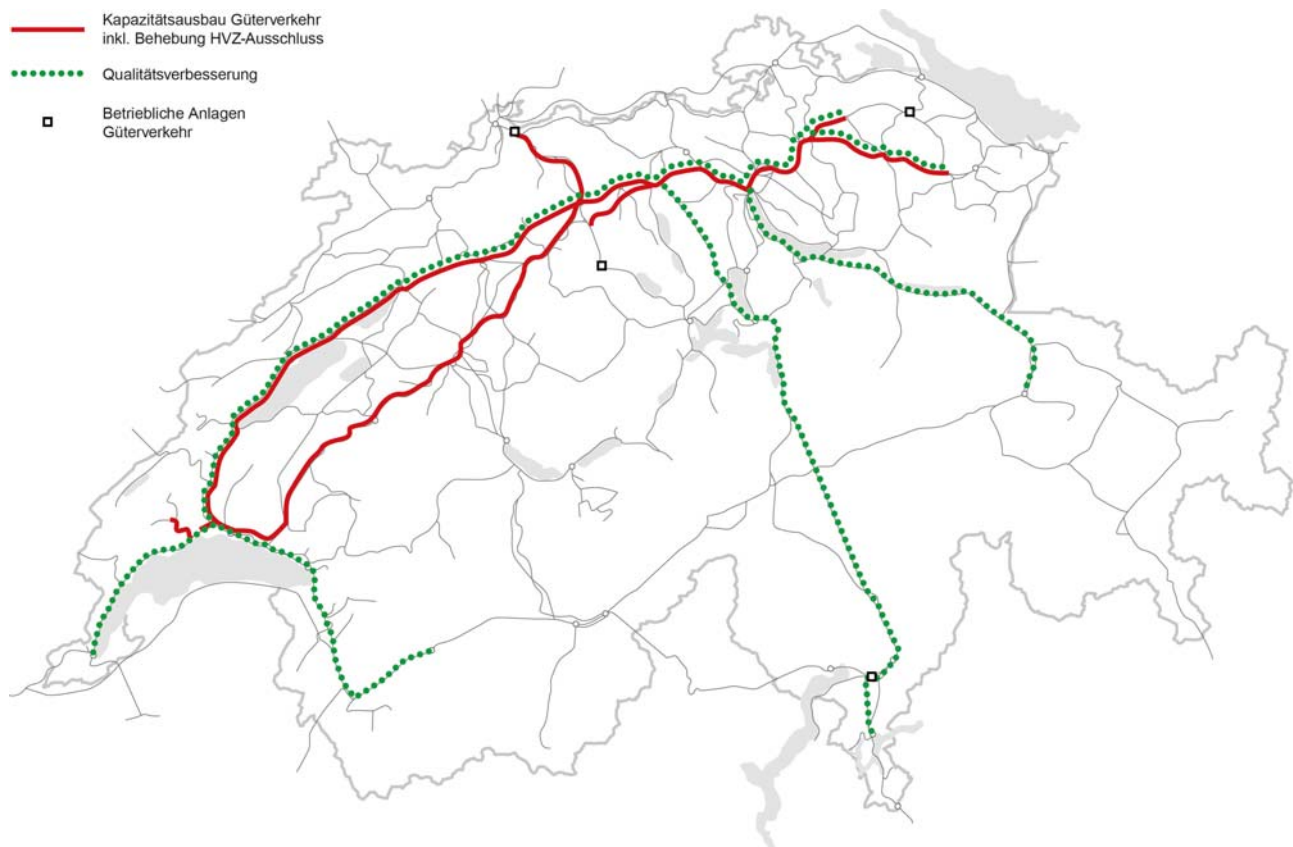 Kapazitätsausbau Güterverkehr
inkl. Behebung HVZ-Ausschluss
Qualitätsverbesserung
Betriebliche Anlagen
Güterverkehr